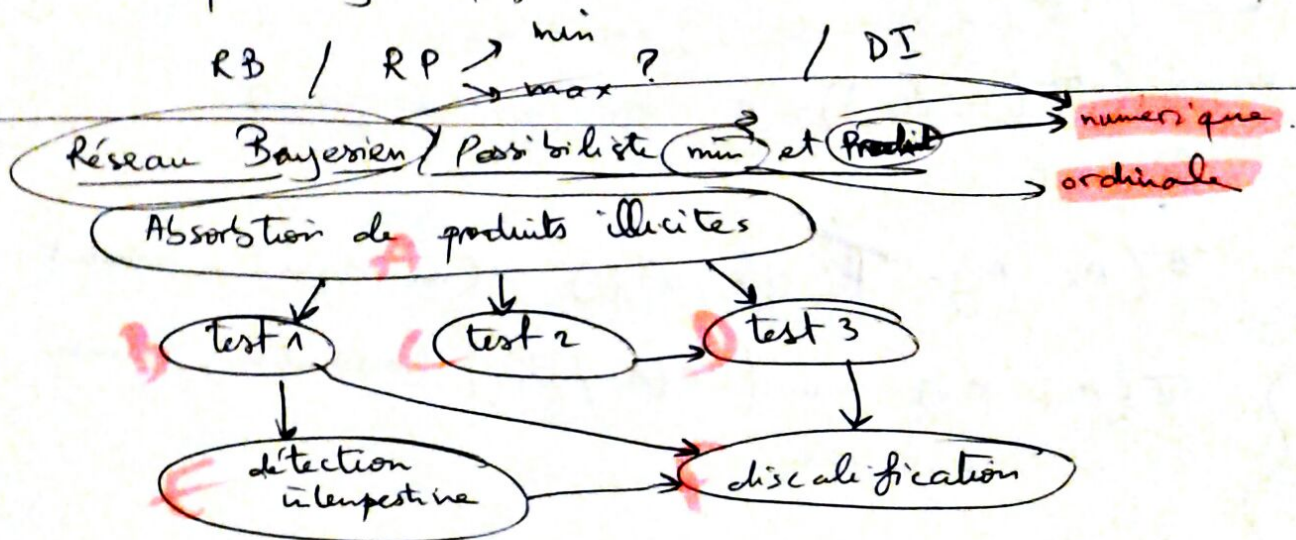 RB / RP min ? / DI
max
numérique.
Réseau Bayesien / Possibiliste (min) et Produit
ordinale
Absorbtion de produits illicites
A
B test 1 C test 2 D test 3
détection
E intempestive F discalification